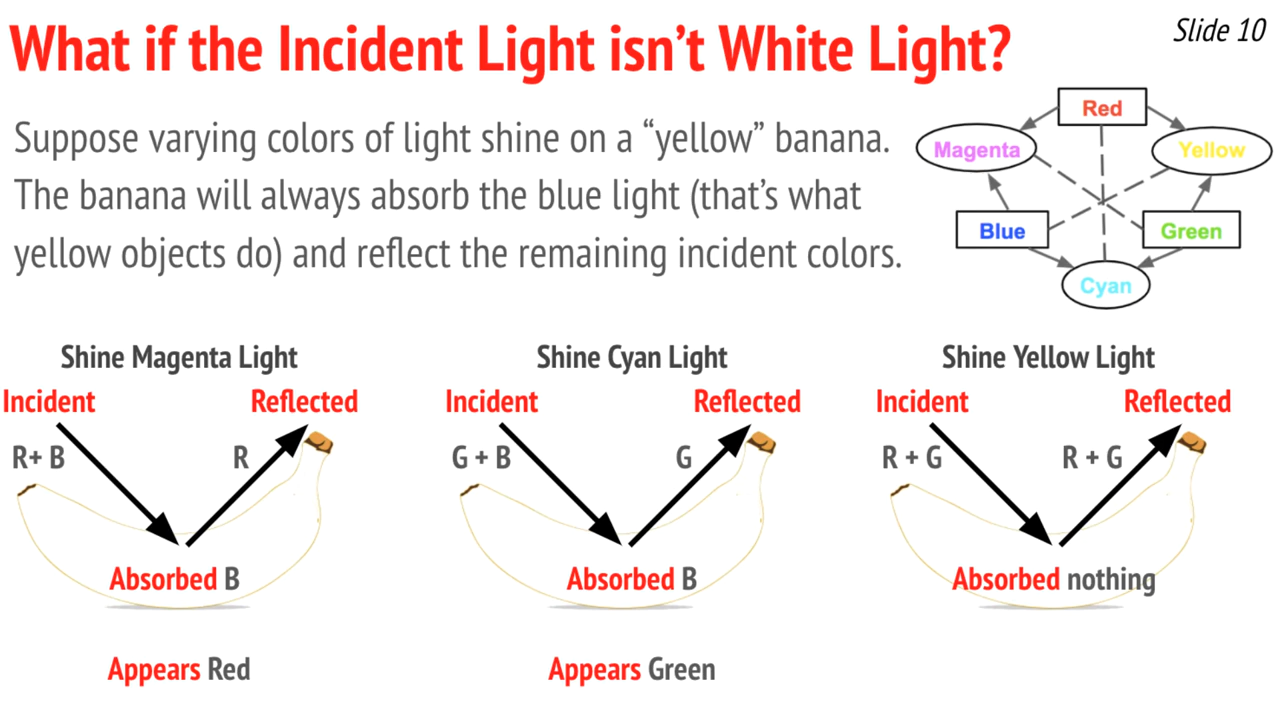 What if the Incident Light isn’t White Light?
Slide 10
Suppose varying colors of light shine on a “yellow” banana.
The banana will always absorb the blue light (that’s what
yellow objects do) and reflect the remaining incident colors.
Red
Magenta
Yellow
Blue
Green
Cyan
Shine Magenta Light
Incident
Reflected
R+ B
R
Absorbed B
Appears Red
Shine Cyan Light
Incident
Reflected
G + B
G
Absorbed B
Appears Green
Shine Yellow Light
Incident
Reflected
R + G
R + G
Absorbed nothing